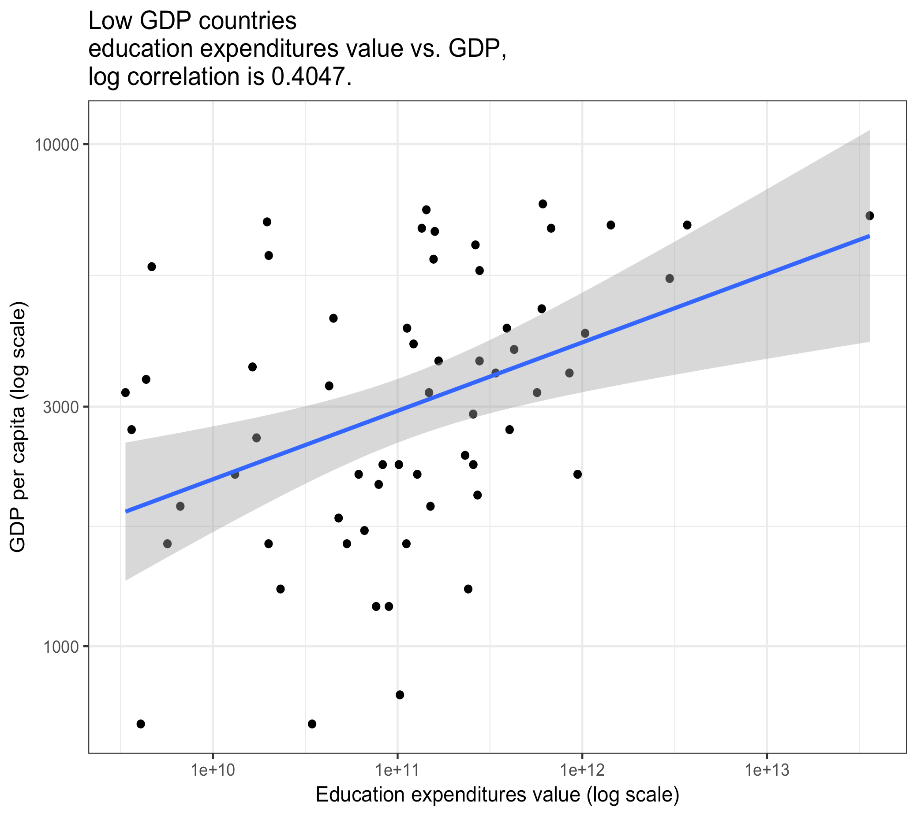 Low GDP countries
education expenditures value vs. GDP,
log correlation is 0.4047.
10000
3000
1000
GDP per capita (log scale)
1e+10 1e+11 1e+12 1e+13
Education expenditures value (log scale)